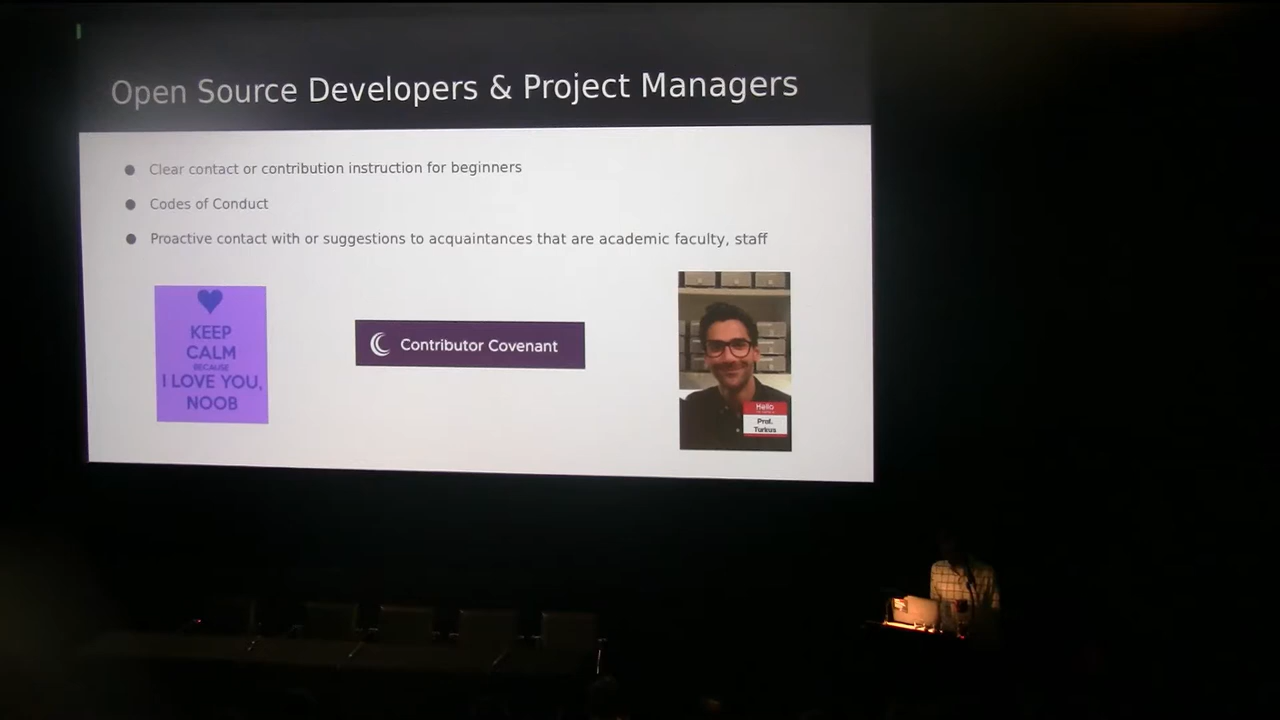 Open Source Developers & Project Managers
Clear contact or contribution instruction for beginners
Codes of Conduct
Proactive contact with or suggestions to acquaintances that are academic faculty, staff
KEEP
CALM
BECAUSE
I LOVE YOU,
NOOB
Contributor Covenant
Hello
Prof.
Turkus